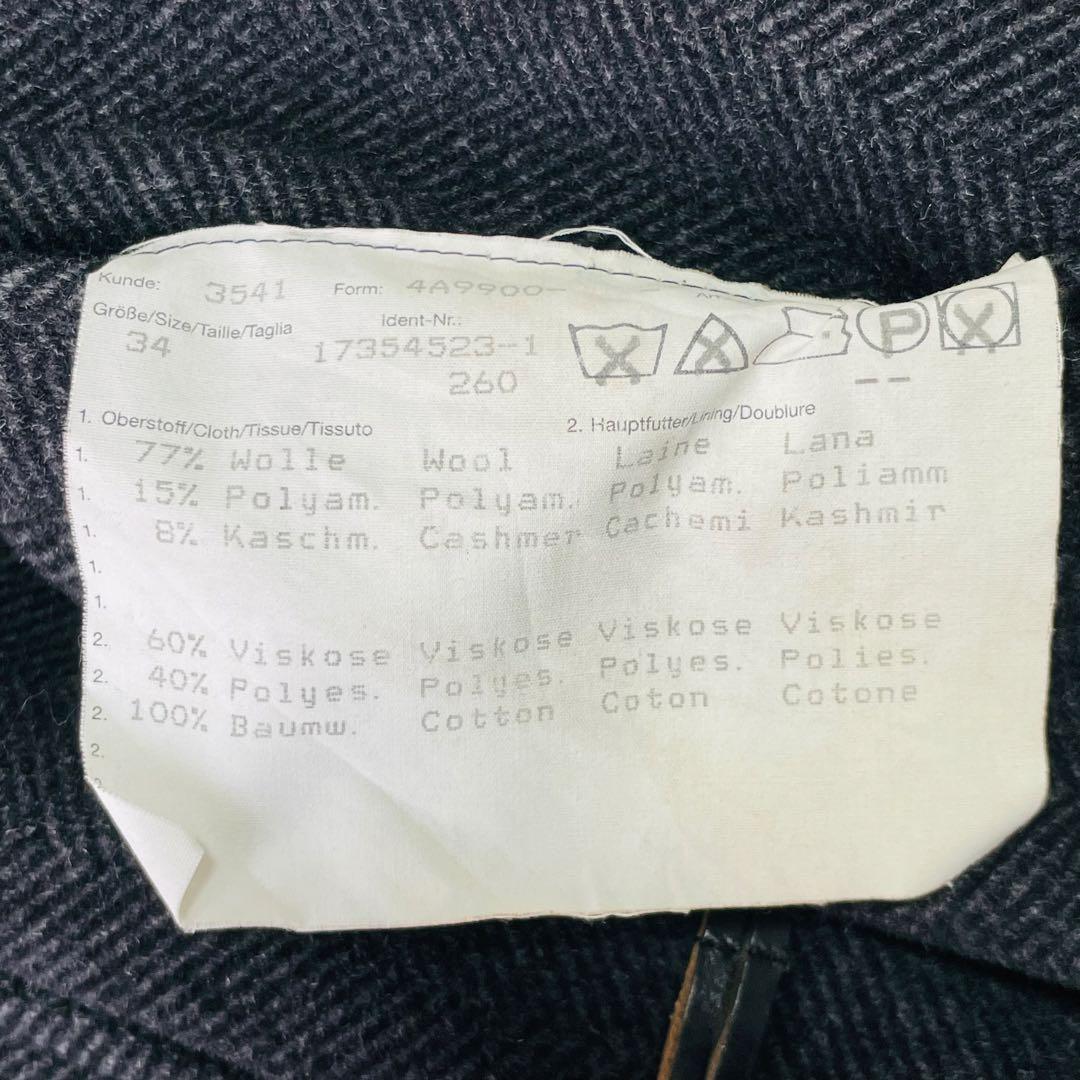 Kunde: 3541 Form: 4A9900-
Größe/Size/Taille/Taglia Ident-Nr.:
34 17354523-1
260
P
--
1. Oberstoff/Cloth/Tissue/Tissuto 2. Hauptfutter/Lining/Doublure
1. 77% Wolle Wool Laine Lana
1. 15% Polyam. Polyam. Polyam. Poliamm
1. 8% Kaschm. Cashmer Cachemi Kashmir
1.
1.
2. 60% Viskose Viskose Viskose Viskose
2. 40% Polyes. Polyes. Polyes. Polies.
2. 100% Baumw. Cotton Coton Cotone
2.
2.